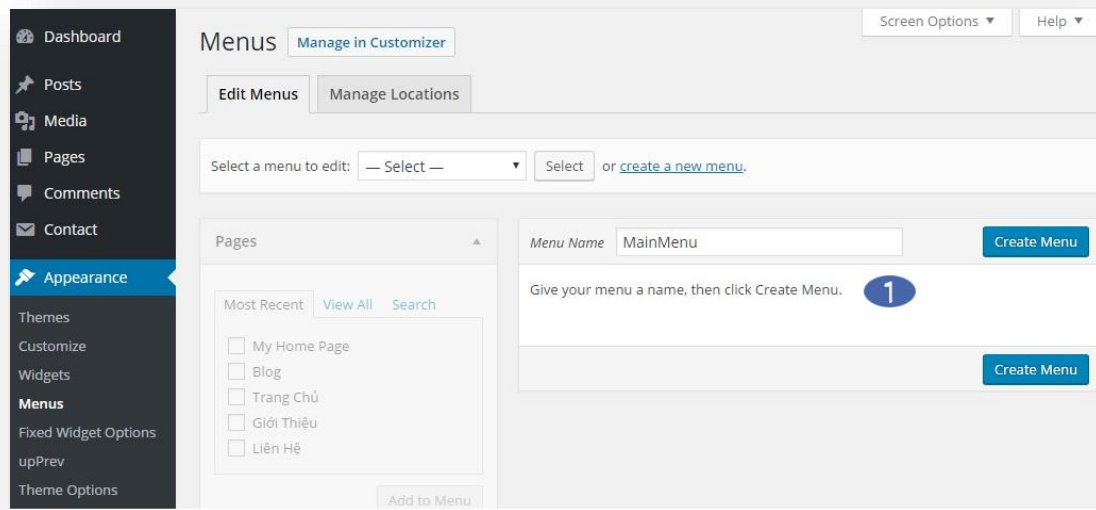 Screen Options ▼ Help ▼
Dashboard
Posts
Media
Pages
Comments
Contact
Appearance
Themes
Customize
Widgets
Menus
Fixed Widget Options
upPrev
Theme Options
Menus Manage in Customizer
Edit Menus Manage Locations
Select a menu to edit: — Select — ▼ Select or create a new menu.
Pages ▲
Most Recent View All Search
My Home Page
Blog
Trang Chủ
Giới Thiệu
Liên Hệ
Add to Menu
Menu Name MainMenu Create Menu
Give your menu a name, then click Create Menu. 1
Create Menu